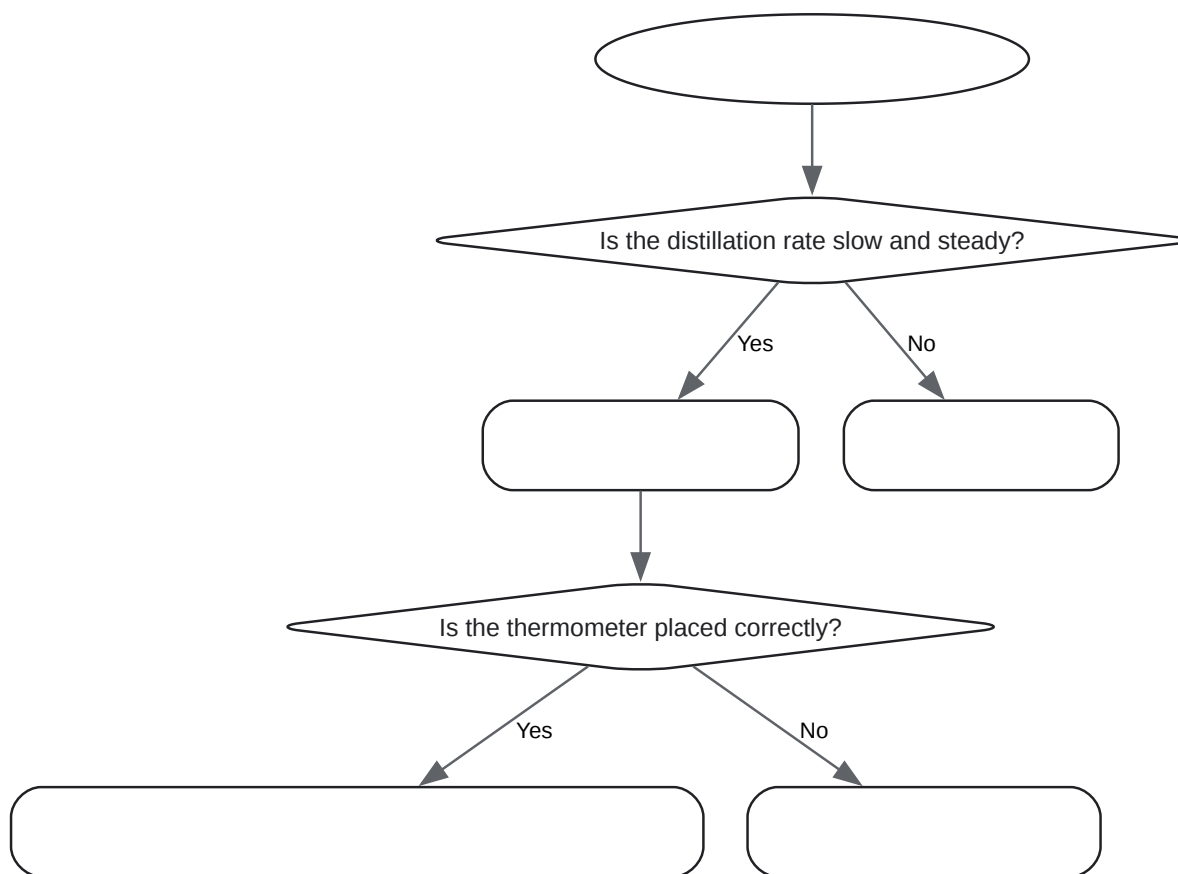 Is the distillation rate slow and steady?
Yes
No
Is the thermometer placed correctly?
Yes
No